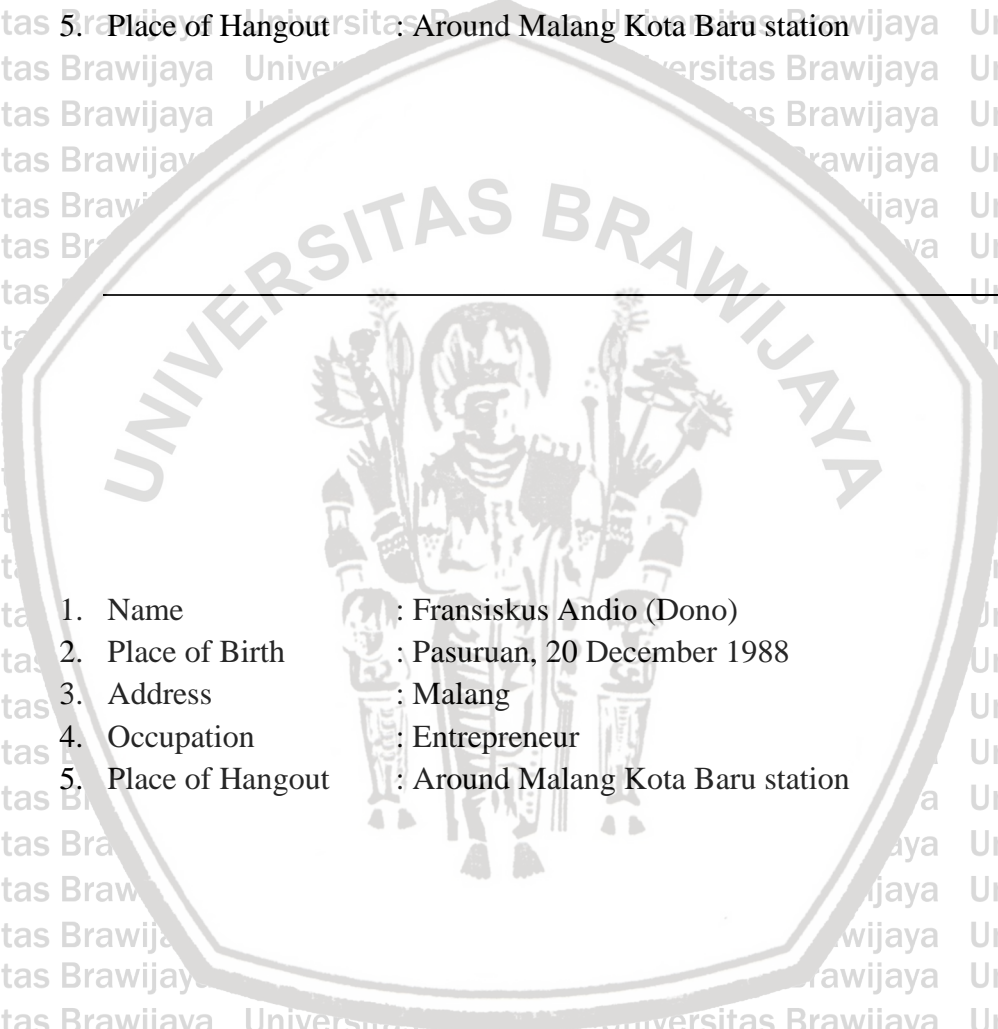 5. Place of Hangout : Around Malang Kota Baru station
UNIVERSITAS BRAWIJAYA
1. Name : Fransiskus Andio (Dono)
2. Place of Birth : Pasuruan, 20 December 1988
3. Address : Malang
4. Occupation : Entrepreneur
5. Place of Hangout : Around Malang Kota Baru station